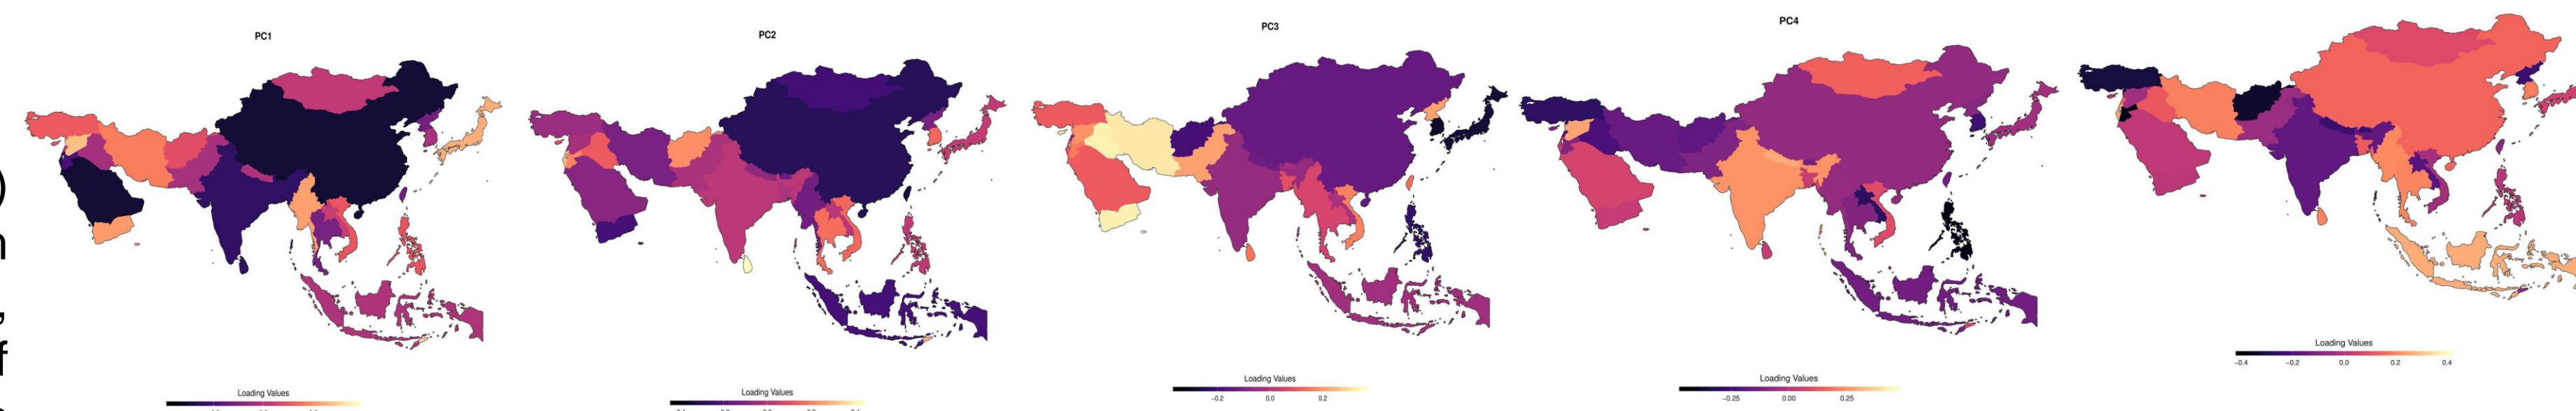 )
n
,
f
PC1
Loading Values
PC2
Loading Values
PC3
Loading Values
-0.2 0.0 0.2
PC4
Loading Values
-0.25 0.00 0.25
Loading Values
-0.4 -0.2 0.0 0.2 0.4